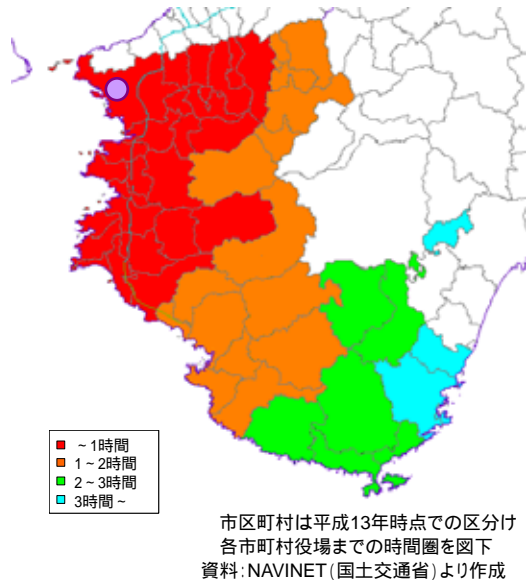 ～1時間
1～2時間
2～3時間
3時間～
市区町村は平成13年時点での区分け
各市町村役場までの時間圏を図下
資料:NAVINET(国土交通省)より作成